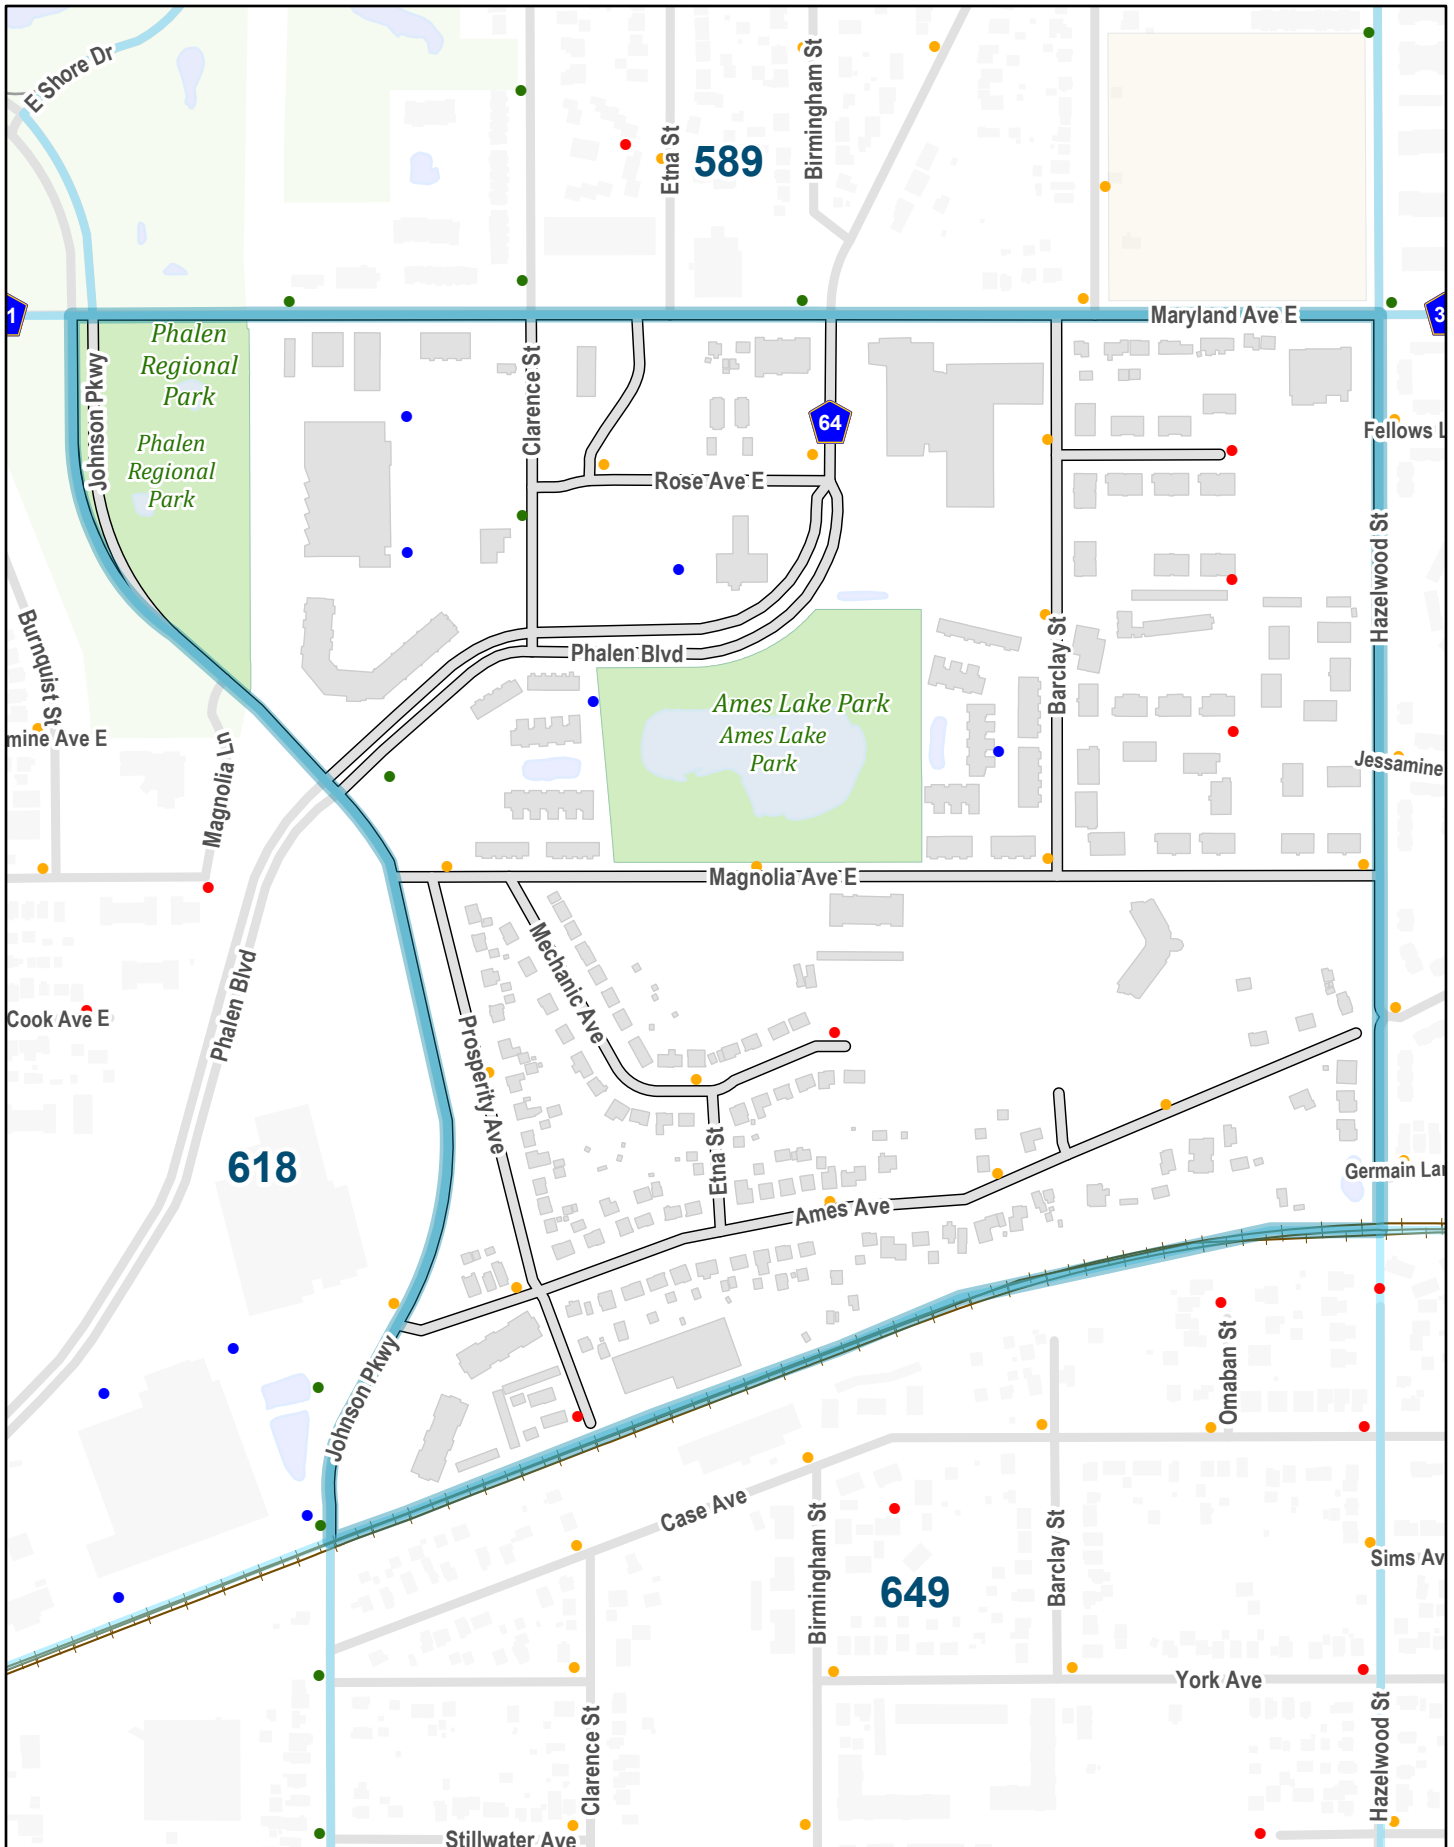 E Shore Dr
Birmingham St
Etna St
589
1
Maryland Ave E
3
Phalen
Regional
Park
Johnson Pkwy
Clarence St
64
Fellows L
Phalen
Regional
Park
Rose Ave E
Hazelwood St
Burnquist St
Barclay St
Phalen Blvd
Ames Lake Park
Ames Lake
Park
mine Ave E
Magnolia Ln
Jessamine
Magnolia Ave E
Mechanic Ave
Phalen Blvd
Cook Ave E
Prosperity Ave
Etna St
618
Germain Lar
Ames Ave
Johnson Pkwy
Omaban St
Case Ave
Birmingham St
Barclay St
Sims Av
649
York Ave
Clarence St
Hazelwood St
Stillwater Ave